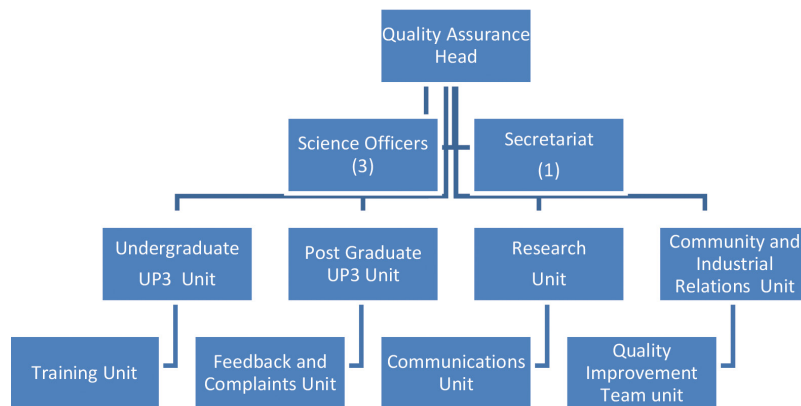 Quality Assurance
Head
Science Officers
(3)
Secretariat
(1)
Undergraduate
UP3 Unit
Post Graduate
UP3 Unit
Research
Unit
Community and
Industrial
Relations Unit
Training Unit
Feedback and
Complaints Unit
Communications
Unit
Quality
Improvement
Team unit